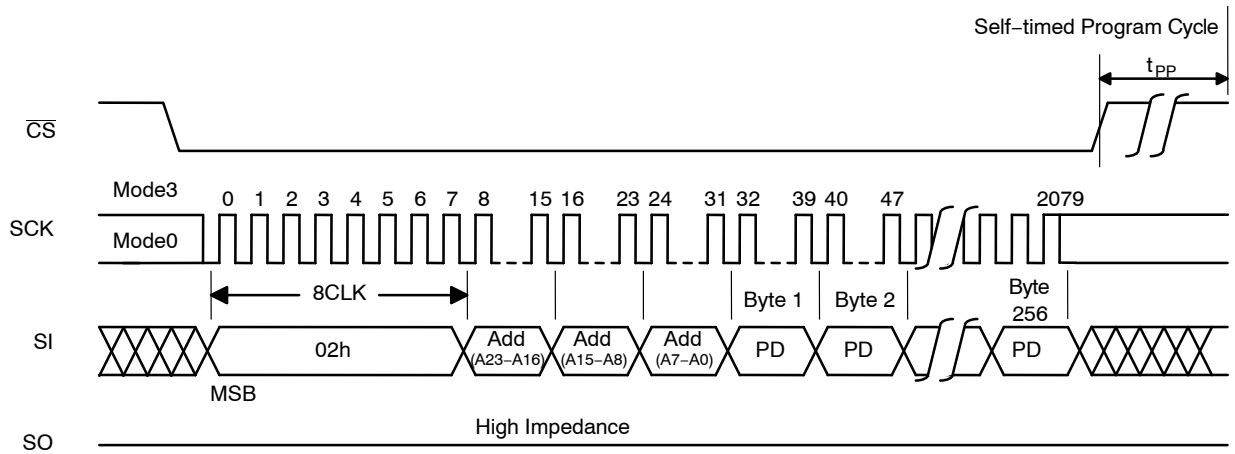 Self−timed Program Cycle
tPP
CS
Mode3
0 1 2 3 4 5 6 7 8 15 16 23 24 31 32 39 40 47 2079
SCK
Mode0
8CLK
Byte 1
Byte 2
Byte
256
SI
02h
Add
(A23−A16)
Add
(A15−A8)
Add
(A7−A0)
PD
PD
PD
MSB
High Impedance
SO